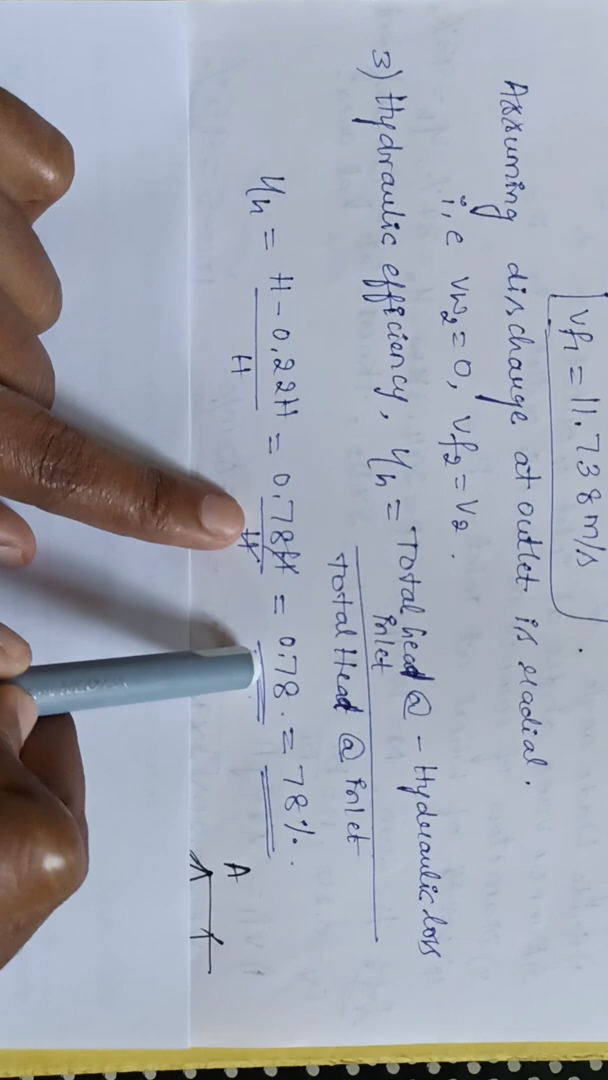 Vf1 = 11.738 m/s
Assuming discharge at outlet is radial.
i,e Vw2 = 0, Vf2 = V2.
3) Hydraulic efficiency, ηh = Total head @ inlet - Hydraulic loss
Total Head @ inlet
ηh = H - 0.22H / H = 0.78H / H = 0.78. = 78%.
A